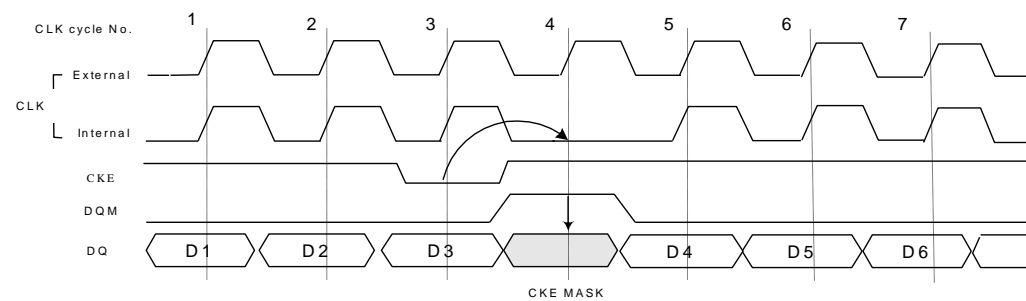 CLK cycle No. 1 2 3 4 5 6 7
External
CLK
Internal
CKE
DQM
DQ D1 D2 D3 D4 D5 D6
CKE MASK